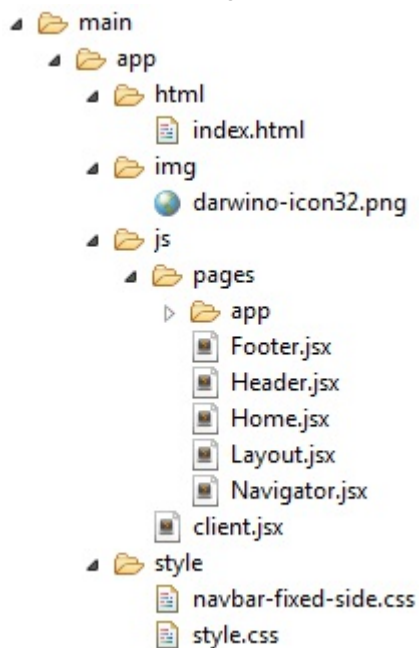 main
app
html
index.html
img
darwino-icon32.png
js
pages
app
Footer.jsx
Header.jsx
Home.jsx
Layout.jsx
Navigator.jsx
client.jsx
style
navbar-fixed-side.css
style.css